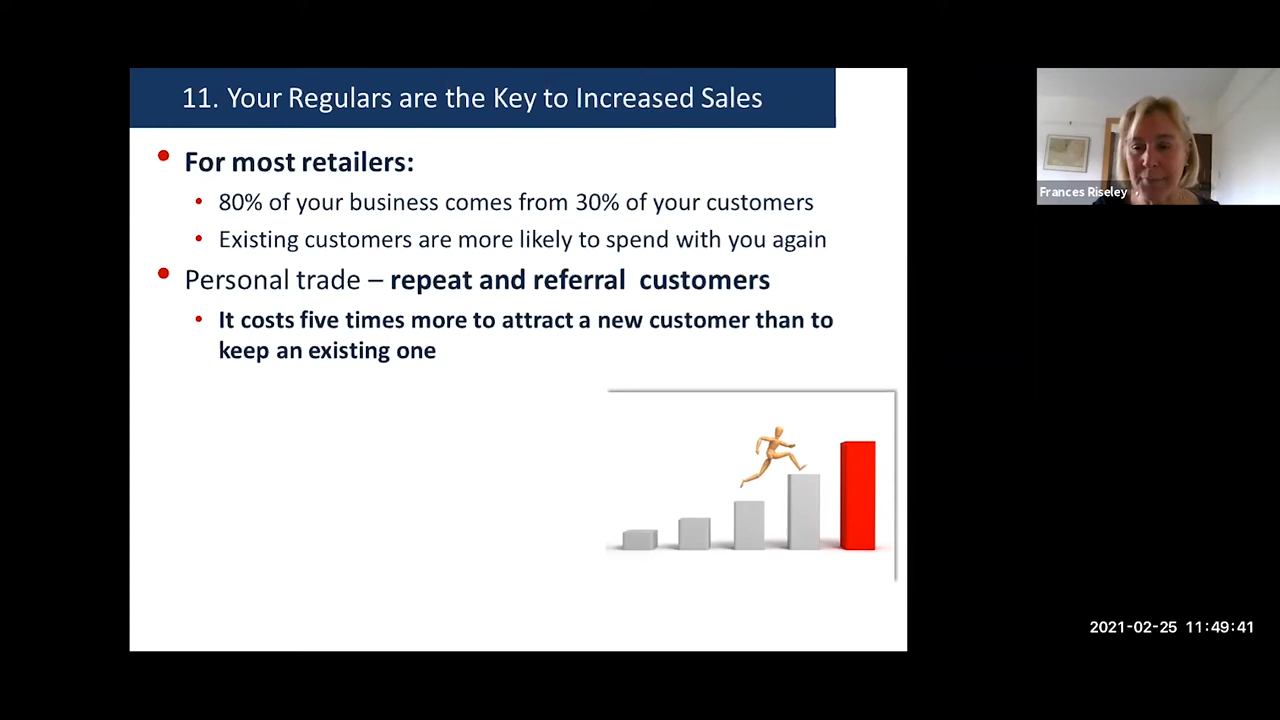 11. Your Regulars are the Key to Increased Sales
• For most retailers:
• 80% of your business comes from 30% of your customers
• Existing customers are more likely to spend with you again
• Personal trade – repeat and referral customers
• It costs five times more to attract a new customer than to
keep an existing one
Frances Riseley
2021-02-25 11:49:41